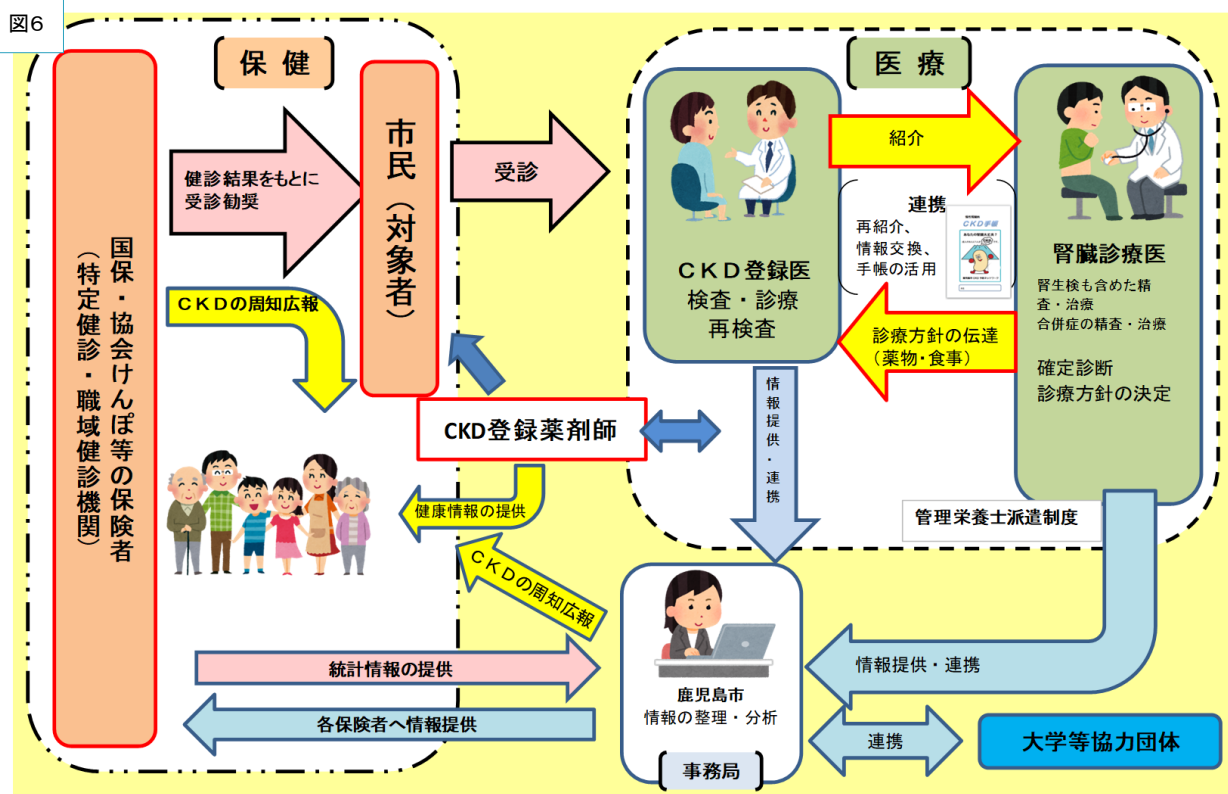 図6
保 健
国保・協会けんぽ等の保険者
（特定健診・職域健診機関）
健診結果をもとに
受診勧奨
市民（対象者）
ＣＫＤの周知広報
受診
医 療
ＣＫＤ登録医
検査・診療
再検査
紹介
連携
再紹介、
情報交換、
手帳の活用
CKD手帳
診療方針の伝達
（薬物・食事）
腎臓診療医
腎生検も含めた精
査・治療
合併症の精査・治療
確定診断
診療方針の決定
CKD登録薬剤師
情報提供・連携
健康情報の提供
管理栄養士派遣制度
ＣＫＤの周知広報
統計情報の提供
各保険者へ情報提供
鹿児島市
情報の整理・分析
事務局
情報提供・連携
連携
大学等協力団体